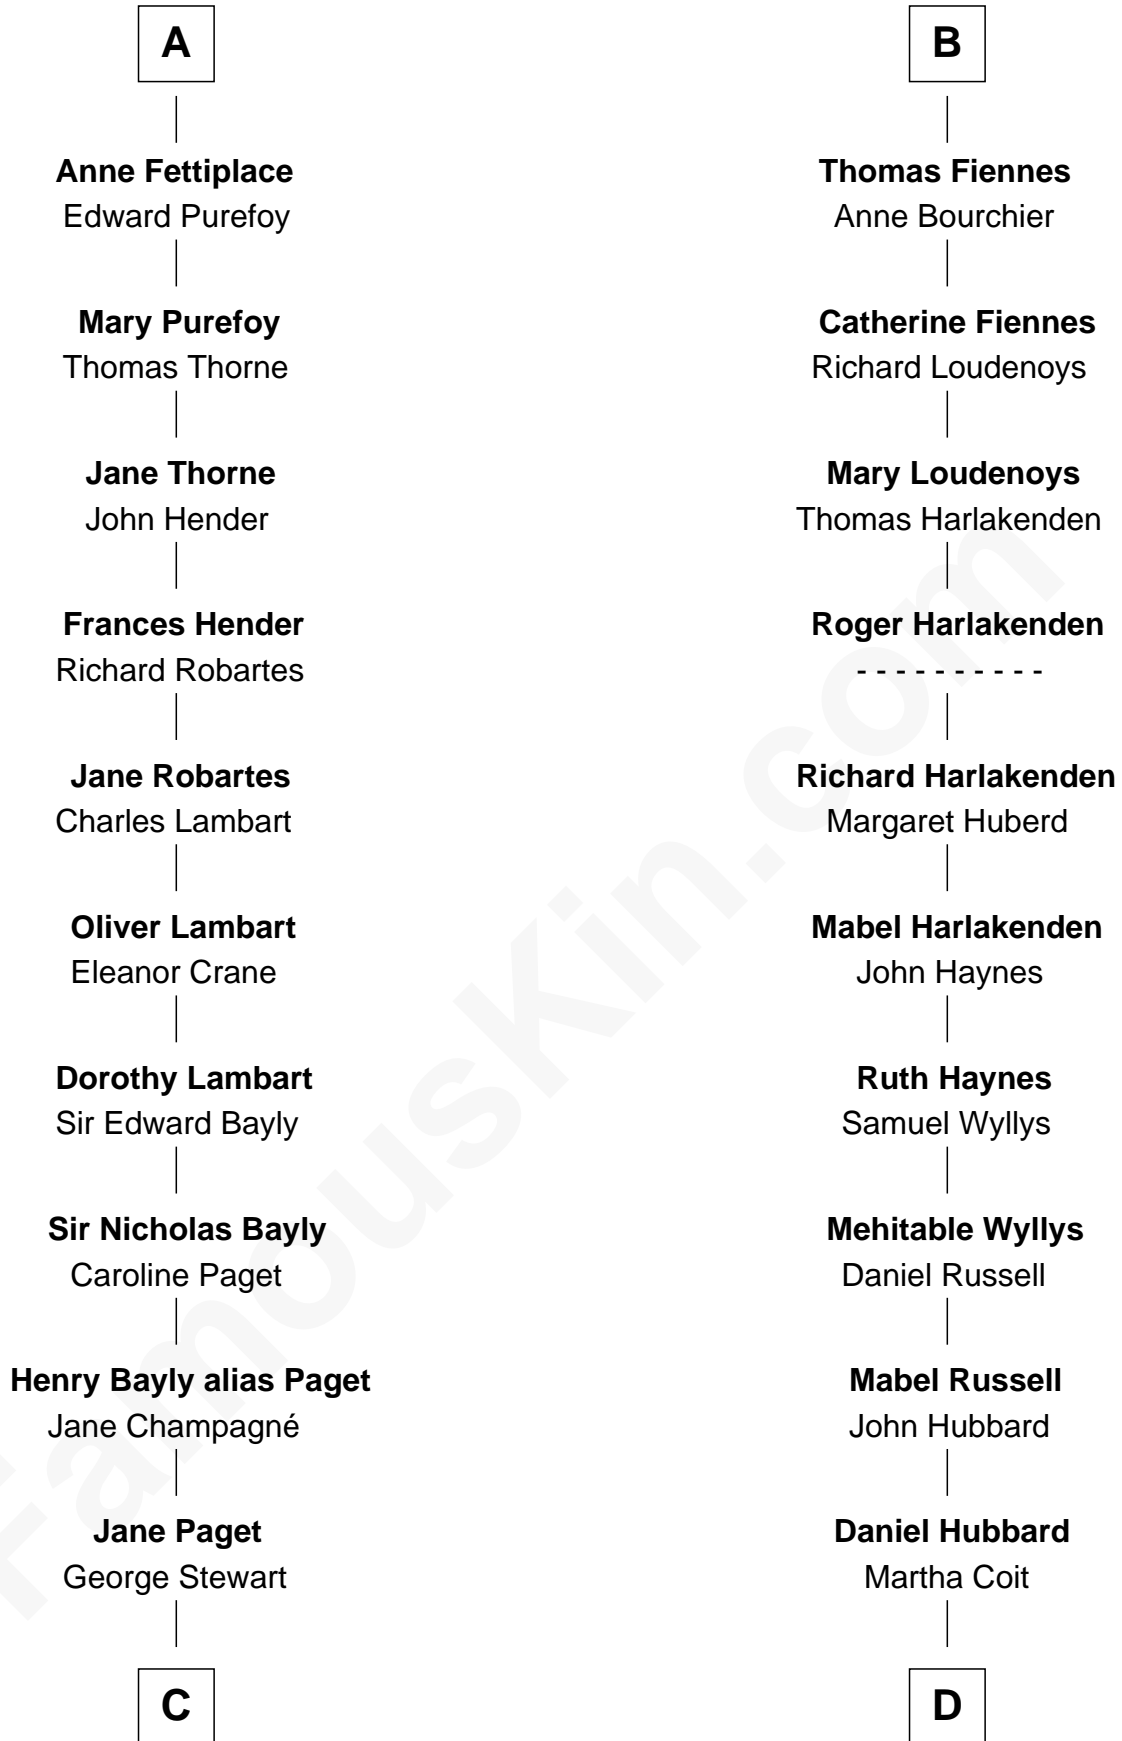 A
Anne Fettiplace
Edward Purefoy
Mary Purefoy
Thomas Thorne
Jane Thorne
John Hender
Frances Hender
Richard Robartes
Jane Robartes
Charles Lambart
Oliver Lambart
Eleanor Crane
Dorothy Lambart
Sir Edward Bayly
Sir Nicholas Bayly
Caroline Paget
Henry Bayly alias Paget
Jane Champagné
Jane Paget
George Stewart
C
B
Thomas Fiennes
Anne Bourchier
Catherine Fiennes
Richard Loudenoys
Mary Loudenoys
Thomas Harlakenden
Roger Harlakenden
- - - - - - - - - -
Richard Harlakenden
Margaret Huberd
Mabel Harlakenden
John Haynes
Ruth Haynes
Samuel Wyllys
Mehitable Wyllys
Daniel Russell
Mabel Russell
John Hubbard
Daniel Hubbard
Martha Coit
D
FamousKin.com